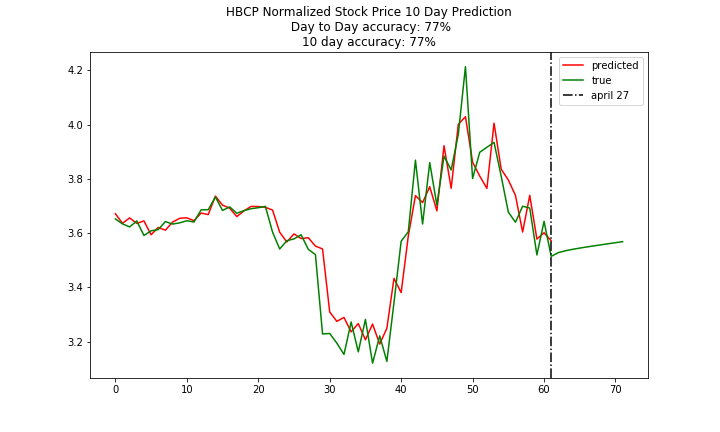 HBCP Normalized Stock Price 10 Day Prediction
Day to Day accuracy: 77%
10 day accuracy: 77%
predicted
true
april 27
4.2
4.0
3.8
3.6
3.4
3.2
0 10 20 30 40 50 60 70